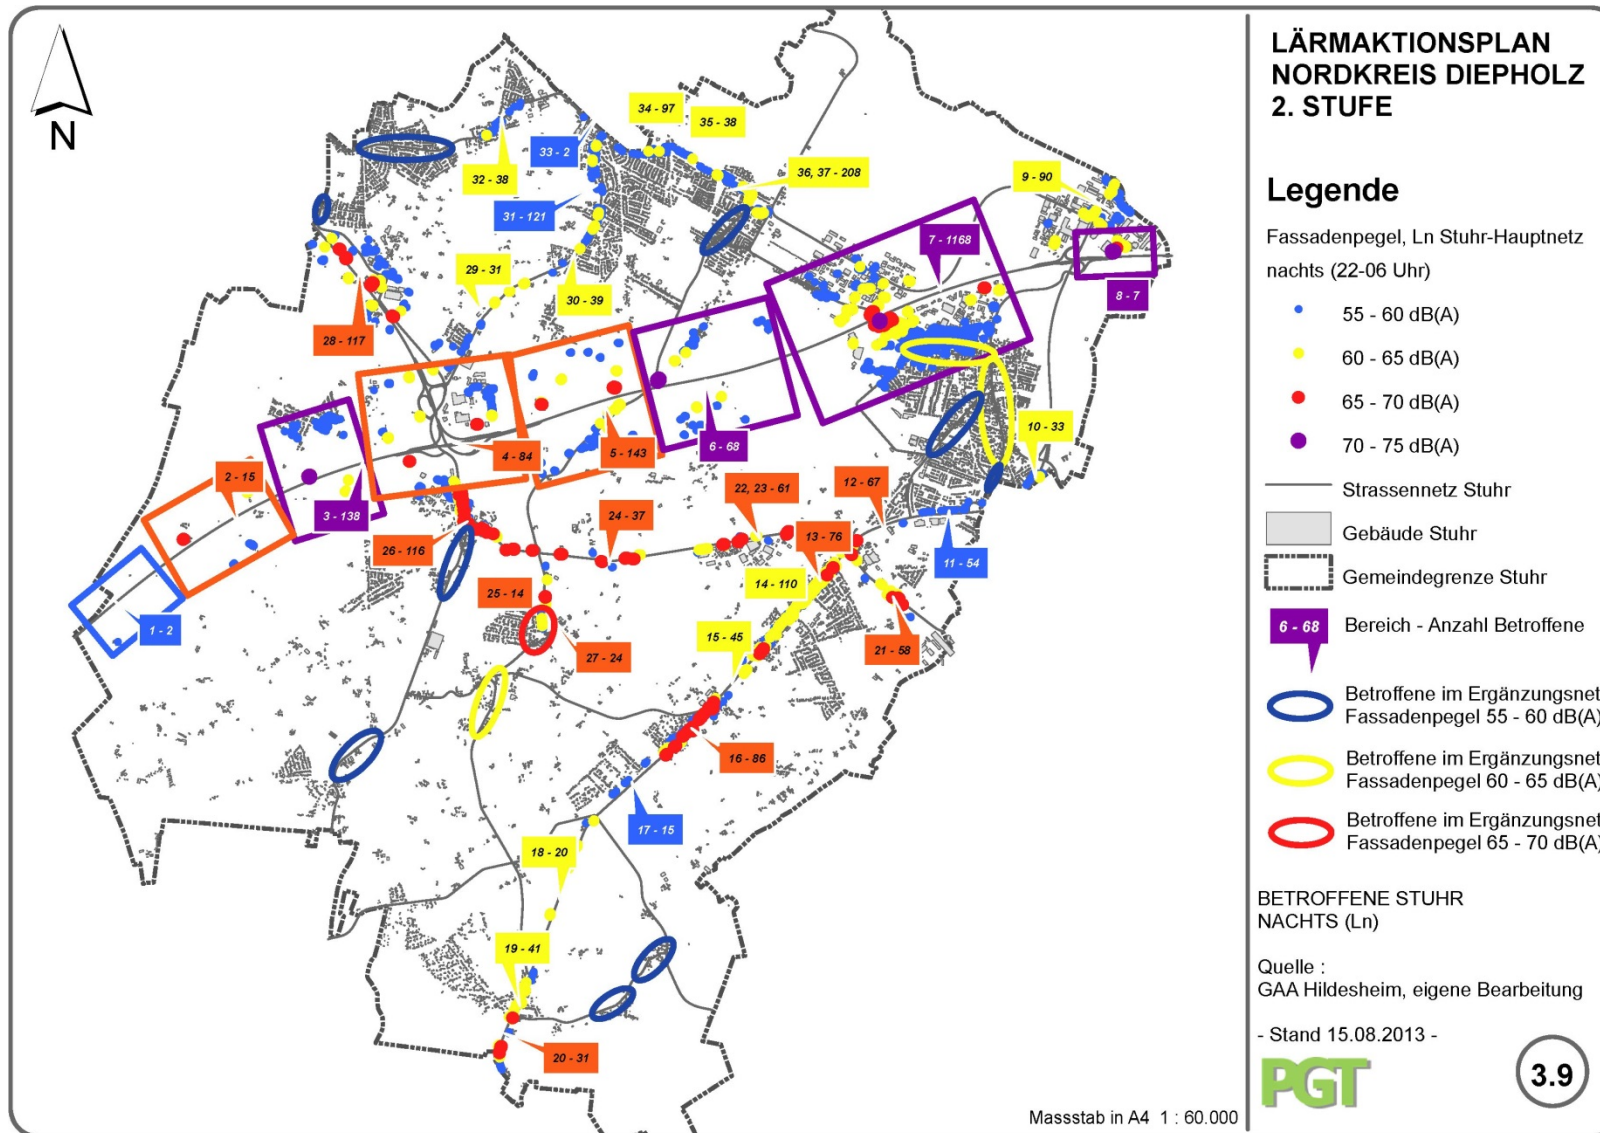 N
34 - 97
35 - 38
33 - 2
32 - 38
36, 37 - 208
9 - 90
31 - 121
7 - 1168
29 - 31
30 - 39
8 - 7
28 - 117
10 - 33
6 - 68
4 - 84
5 - 143
2 - 15
3 - 138
12 - 67
22, 23 - 61
24 - 37
13 - 76
26 - 116
11 - 54
14 - 110
25 - 14
1 - 2
15 - 45
21 - 58
27 - 24
16 - 86
17 - 15
18 - 20
19 - 41
20 - 31
Massstab in A4 1 : 60.000
LÄRMAKTIONSPLAN
NORDKREIS DIEPHOLZ
2. STUFE
Legende
Fassadenpegel, Ln Stuhr-Hauptnetz
nachts (22-06 Uhr)
55 - 60 dB(A)
60 - 65 dB(A)
65 - 70 dB(A)
70 - 75 dB(A)
Strassennetz Stuhr
Gebäude Stuhr
Gemeindegrenze Stuhr
6 - 68
Bereich - Anzahl Betroffene
Betroffene im Ergänzungsnet
Fassadenpegel 55 - 60 dB(A)
Betroffene im Ergänzungsnet
Fassadenpegel 60 - 65 dB(A)
Betroffene im Ergänzungsnet
Fassadenpegel 65 - 70 dB(A)
BETROFFENE STUHR
NACHTS (Ln)
Quelle :
GAA Hildesheim, eigene Bearbeitung
- Stand 15.08.2013 -
PGT
3.9